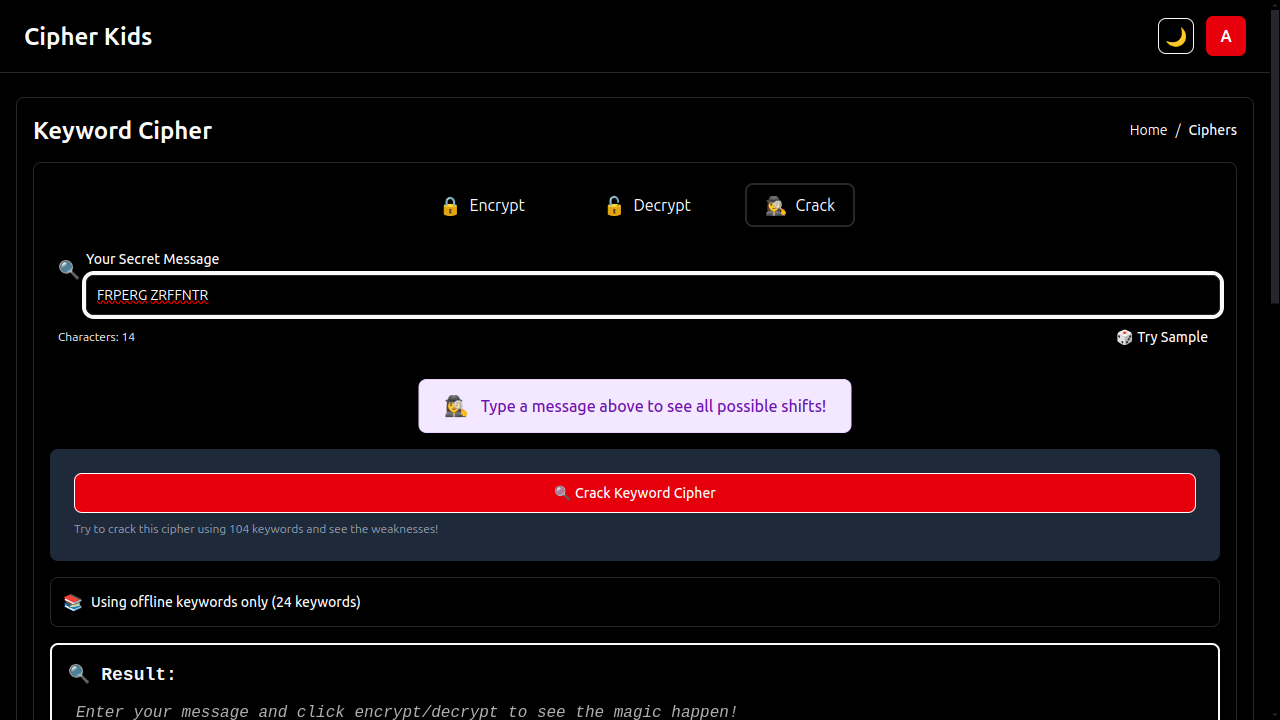 Cipher Kids
A
Keyword Cipher
Home / Ciphers
Encrypt
Decrypt
Crack
Your Secret Message
FRPERG ZRFFNTR
Characters: 14
Try Sample
Type a message above to see all possible shifts!
Crack Keyword Cipher
Try to crack this cipher using 104 keywords and see the weaknesses!
Using offline keywords only (24 keywords)
Result:
Enter your message and click encrypt/decrypt to see the magic happen!